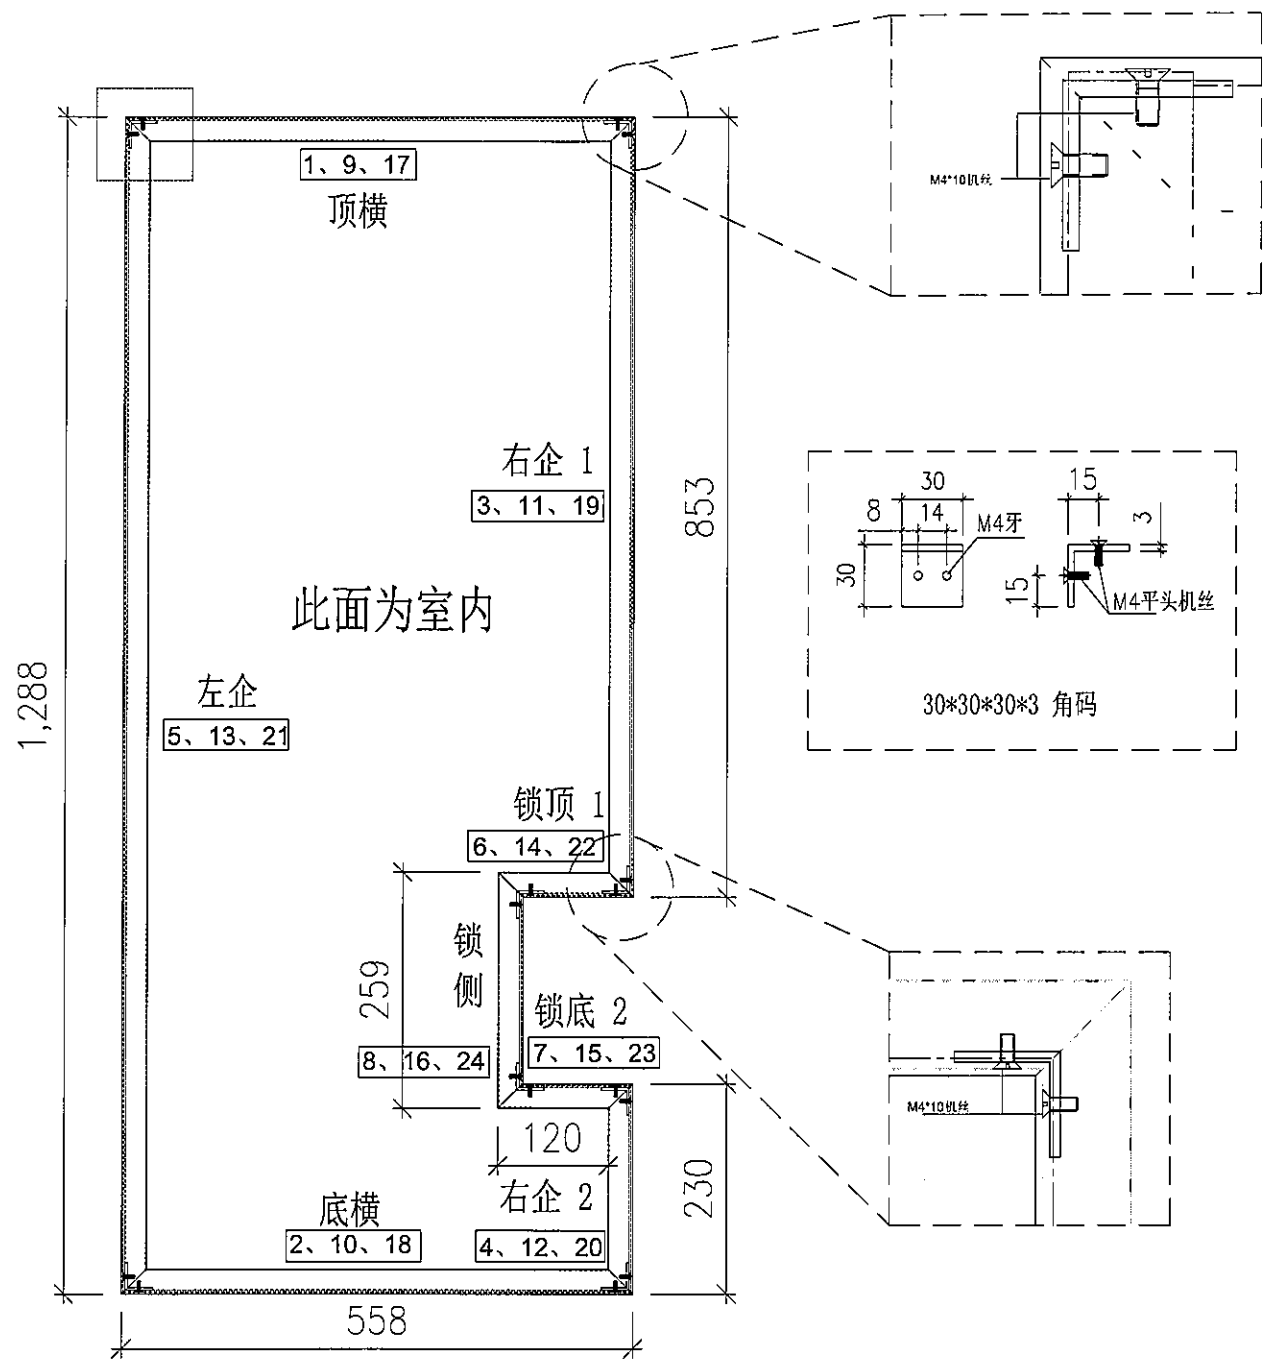 M4*10机丝
1、9、17
顶横
右企 1
3、11、19
853
30
15
8
14
M4牙
3
30
15
M4平头机丝
30*30*30*3 角码
此面为室内
左企
5、13、21
1,288
锁顶 1
6、14、22
锁
侧
259
8、16、24
锁底 2
7、15、23
M4*10机丝
120
230
底横
2、10、18
右企 2
4、12、20
558